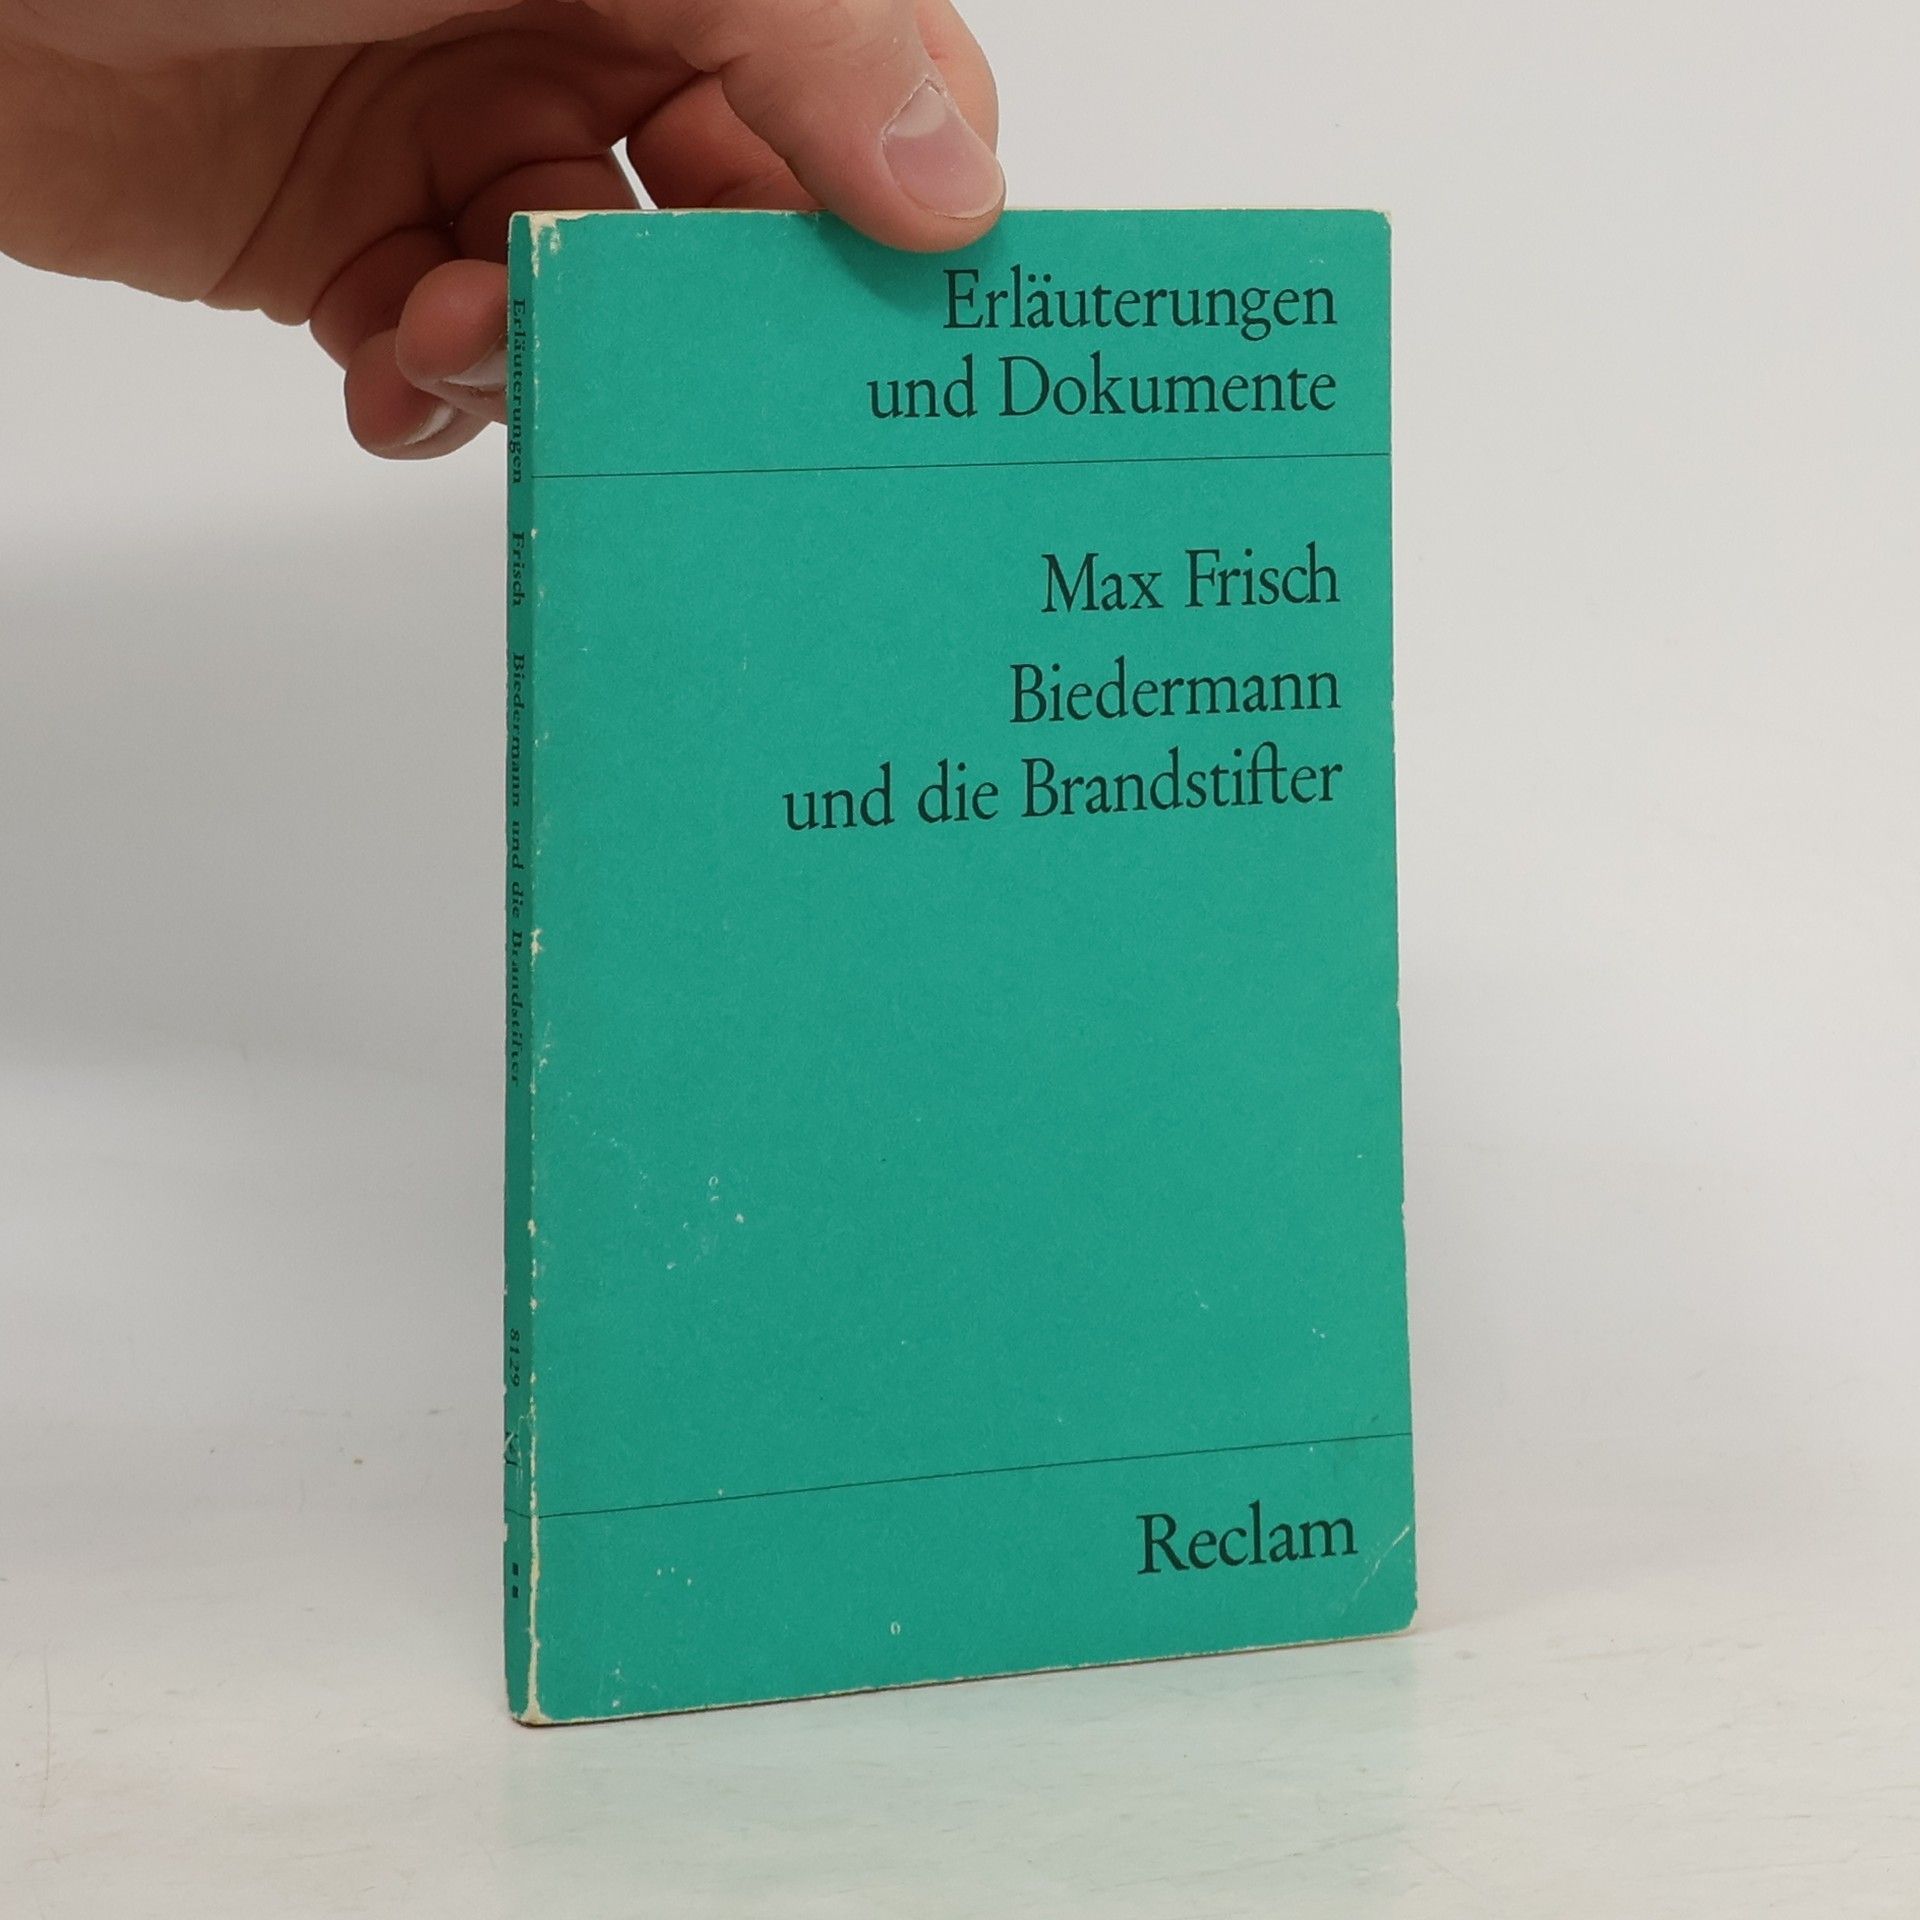 Erläuterungen
und Dokumente
Max Frisch
Biedermann
und die Brandstifter
Reclam
Erläuterungen Frisch Biedermann und die Brandstifter 8129